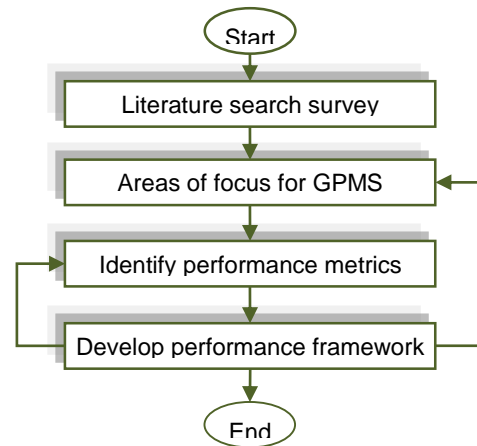 Start
Literature search survey
Areas of focus for GPMS
Identify performance metrics
Develop performance framework
End